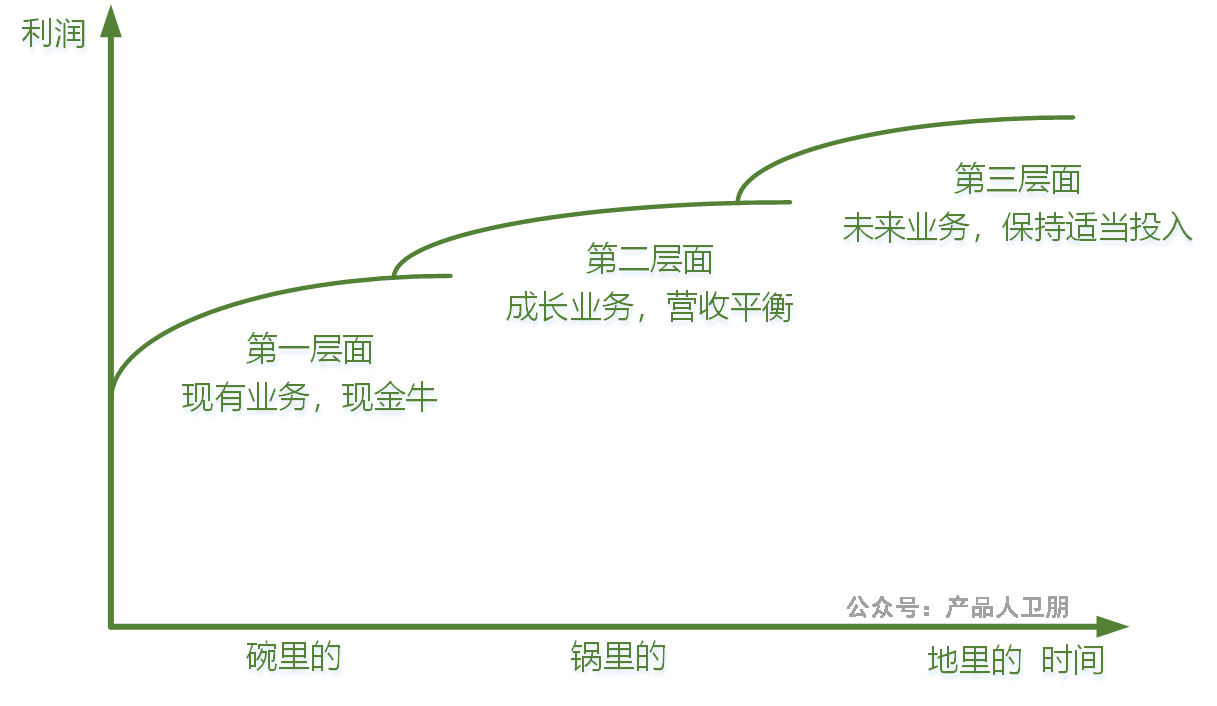 利润
第三层面
未来业务，保持适当投入
第二层面
成长业务，营收平衡
第一层面
现有业务，现金牛
公众号：产品人卫朋
碗里的
锅里的
地里的 时间